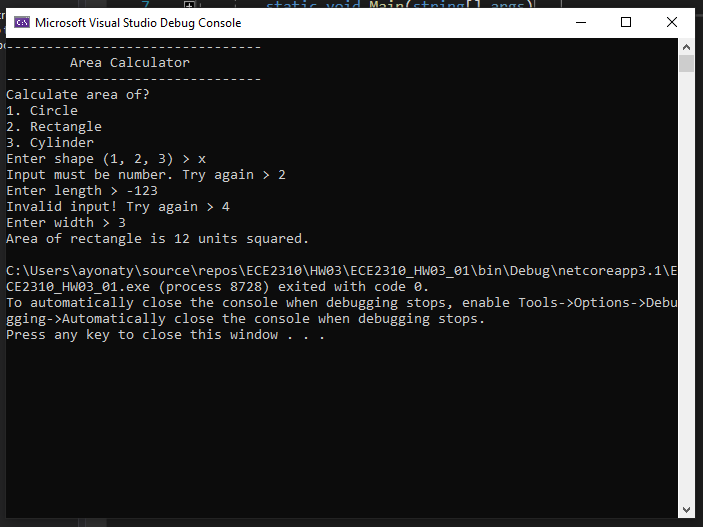 7 static void Main(string[] args)
Microsoft Visual Studio Debug Console
--------------------------------
Area Calculator
--------------------------------
Calculate area of?
1. Circle
2. Rectangle
3. Cylinder
Enter shape (1, 2, 3) > x
Input must be number. Try again > 2
Enter length > -123
Invalid input! Try again > 4
Enter width > 3
Area of rectangle is 12 units squared.
C:\Users\ayonaty\source\repos\ECE2310\HW03\ECE2310_HW03_01\bin\Debug\netcoreapp3.1\E
CE2310_HW03_01.exe (process 8728) exited with code 0.
To automatically close the console when debugging stops, enable Tools->Options->Debu
gging->Automatically close the console when debugging stops.
Press any key to close this window . . .